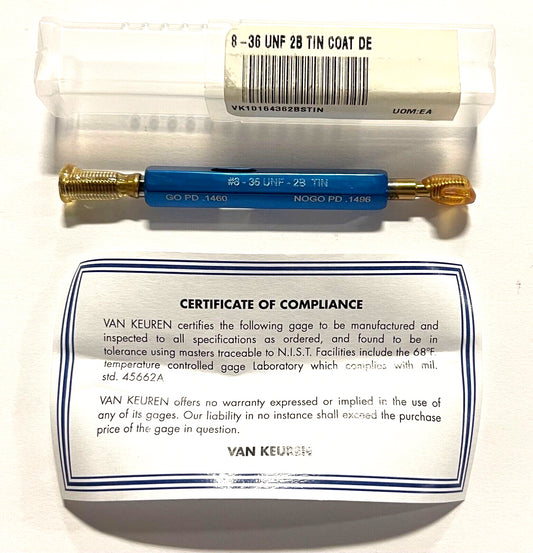 8-36 UNF 2B TIN COAT DE
VK10164362BSTIN UOM:EA
#8 - 36 UNF - 2B TIN
GO PD .1460 NOGO PD .1496
CERTIFICATE OF COMPLIANCE
VAN KEUREN certifies the following gage to be manufactured and
inspected to all specifications as ordered, and found to be in
tolerance using masters traceable to N.I.S.T. Facilities include the 68°F.
temperature controlled gage Laboratory which complies with mil.
std. 45662A
VAN KEUREN offers no warranty expressed or implied in the use of
any of its gages. Our liability in no instance shall exceed the purchase
price of the gage in question.
VAN KEUREN